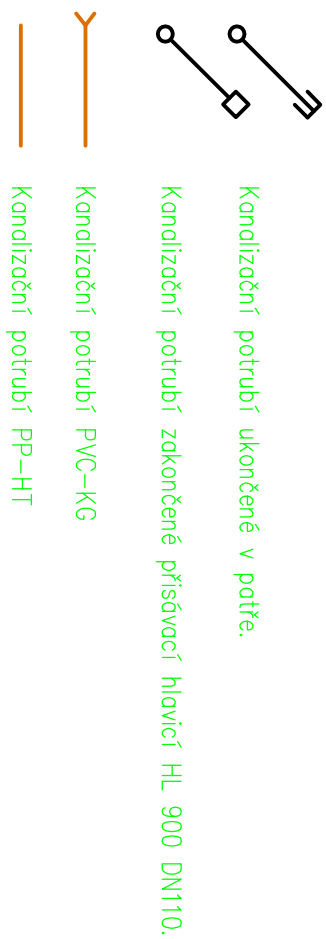 Kanalizační potrubí ukončené v patře.
Kanalizační potrubí zakončené přisávací hlavicí HL 900 DN110.
Kanalizační potrubí PVC-KG
Kanalizační potrubí PP-HT